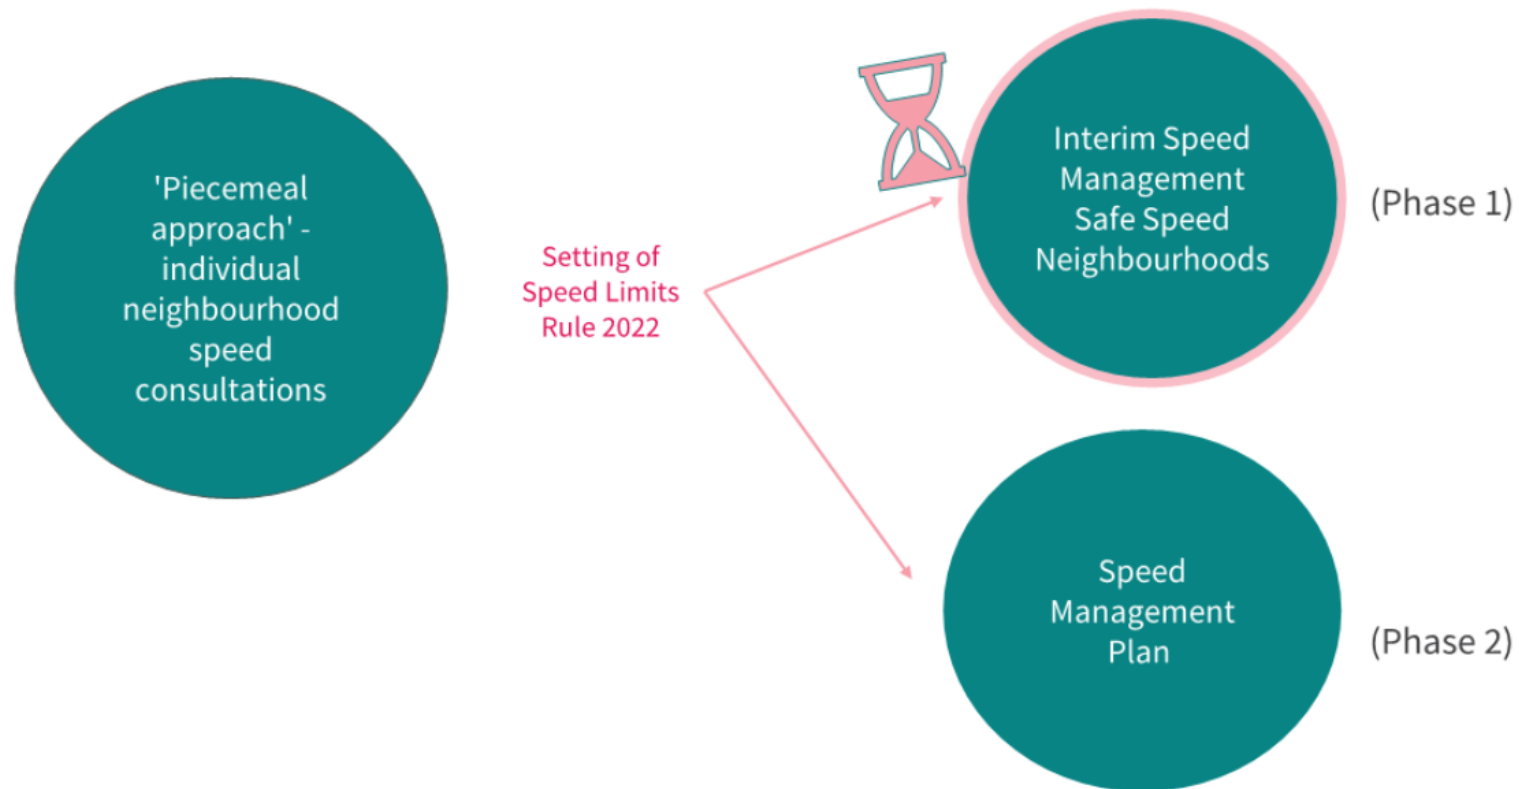 'Piecemeal
approach' -
individual
neighbourhood
speed
consultations
Setting of
Speed Limits
Rule 2022
Interim Speed
Management
Safe Speed
Neighbourhoods
(Phase 1)
Speed
Management
Plan
(Phase 2)